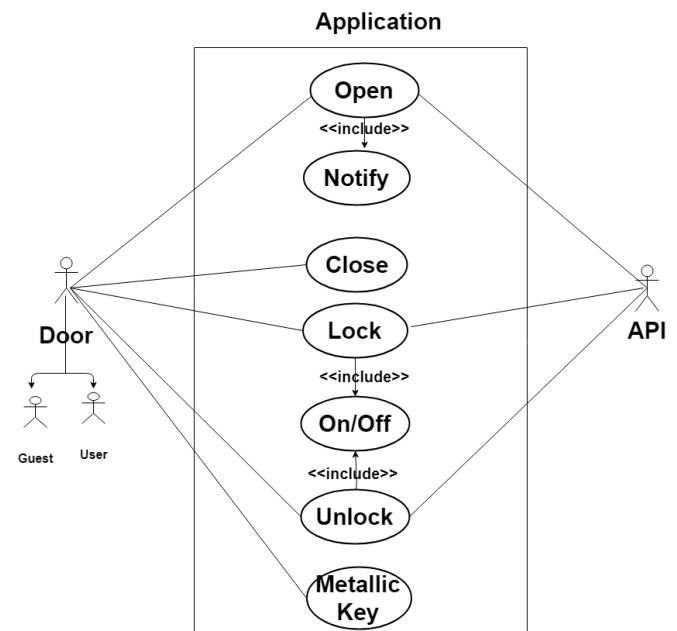 Application
Open
<<include>>
Notify
Close
Door
Lock
API
<<include>>
On/Off
Guest
User
<<include>>
Unlock
Metallic
Key